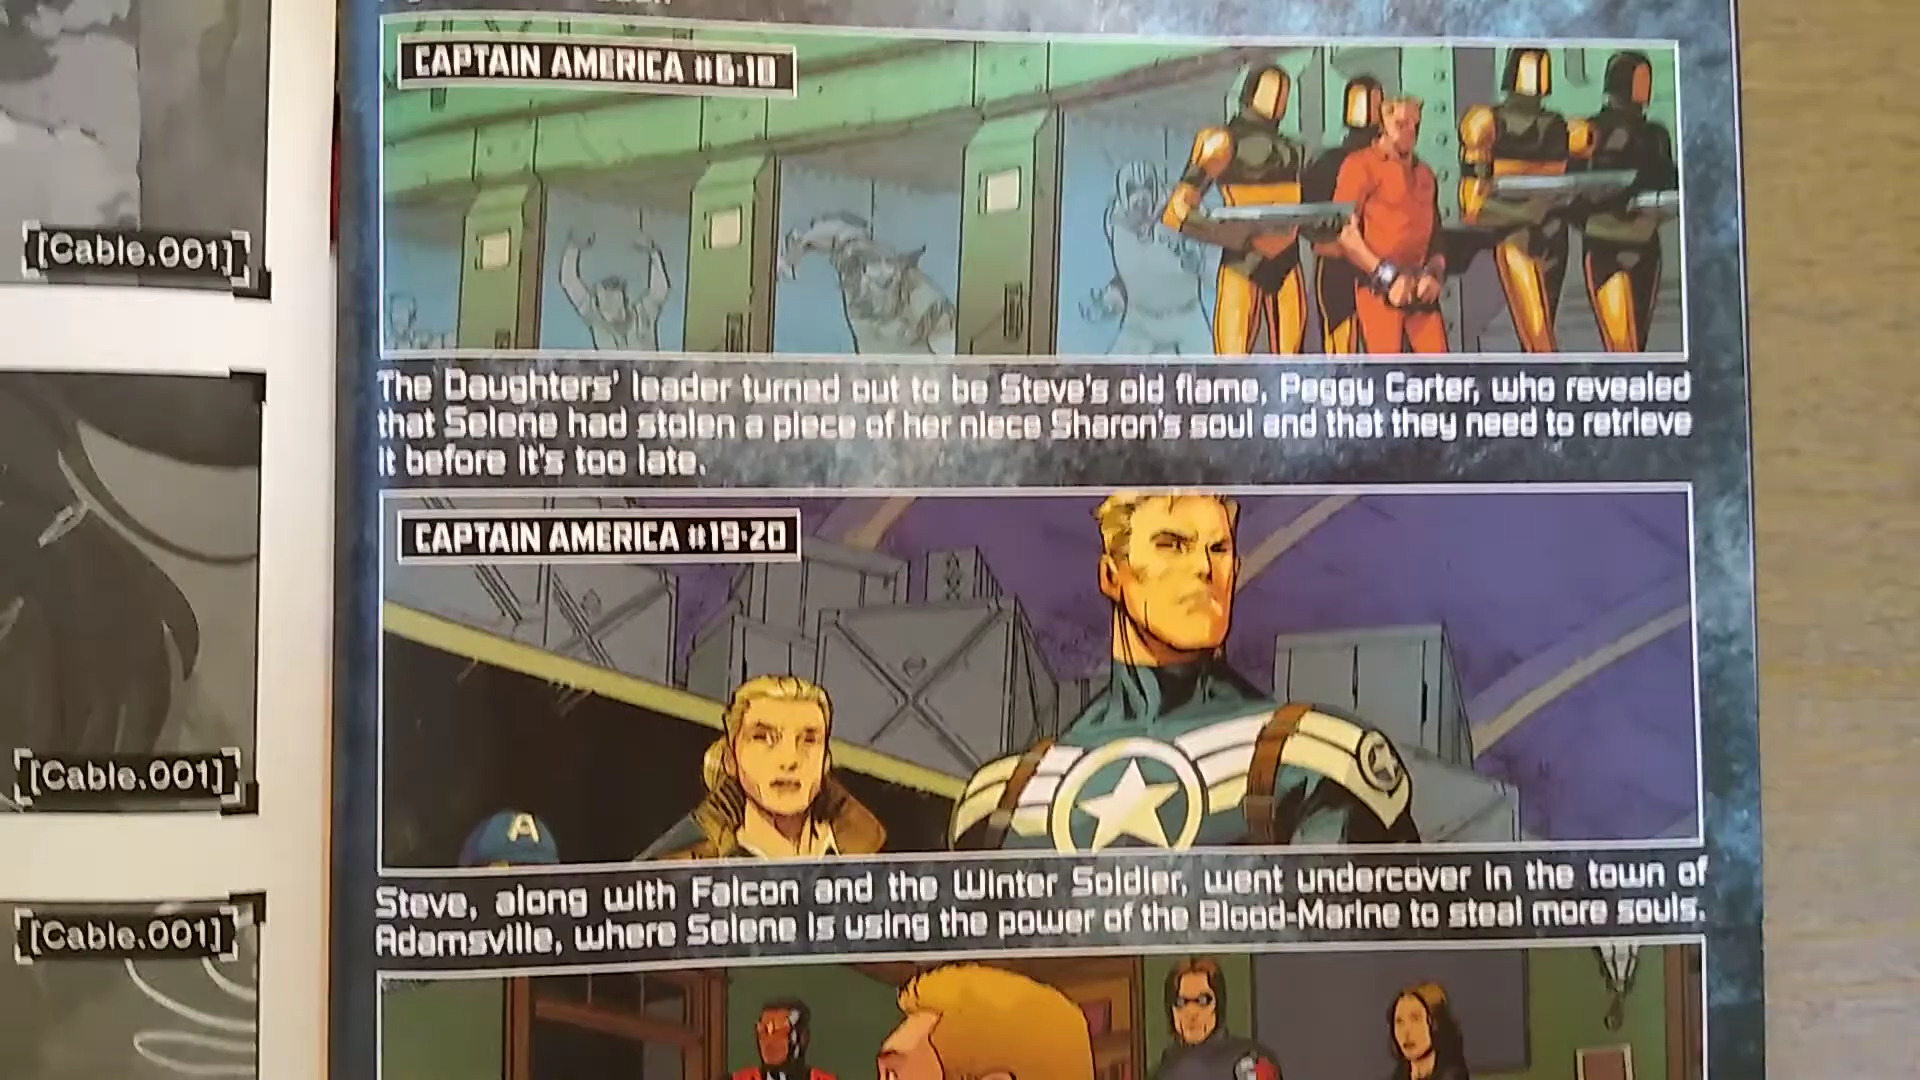 CAPTAIN AMERICA #6-10
The Daughters' leader turned out to be Steve's old flame, Peggy Carter, who revealed
that Selene had stolen a piece of her niece Sharon's soul and that they need to retrieve
it before it's too late.
CAPTAIN AMERICA #19-20
A
Steve, along with Falcon and the Winter Soldier, went undercover in the town of
Adamsville, where Selene is using the power of the Blood-Marine to steal more souls.
[Cable.001]
[Cable.001]
[Cable.001]